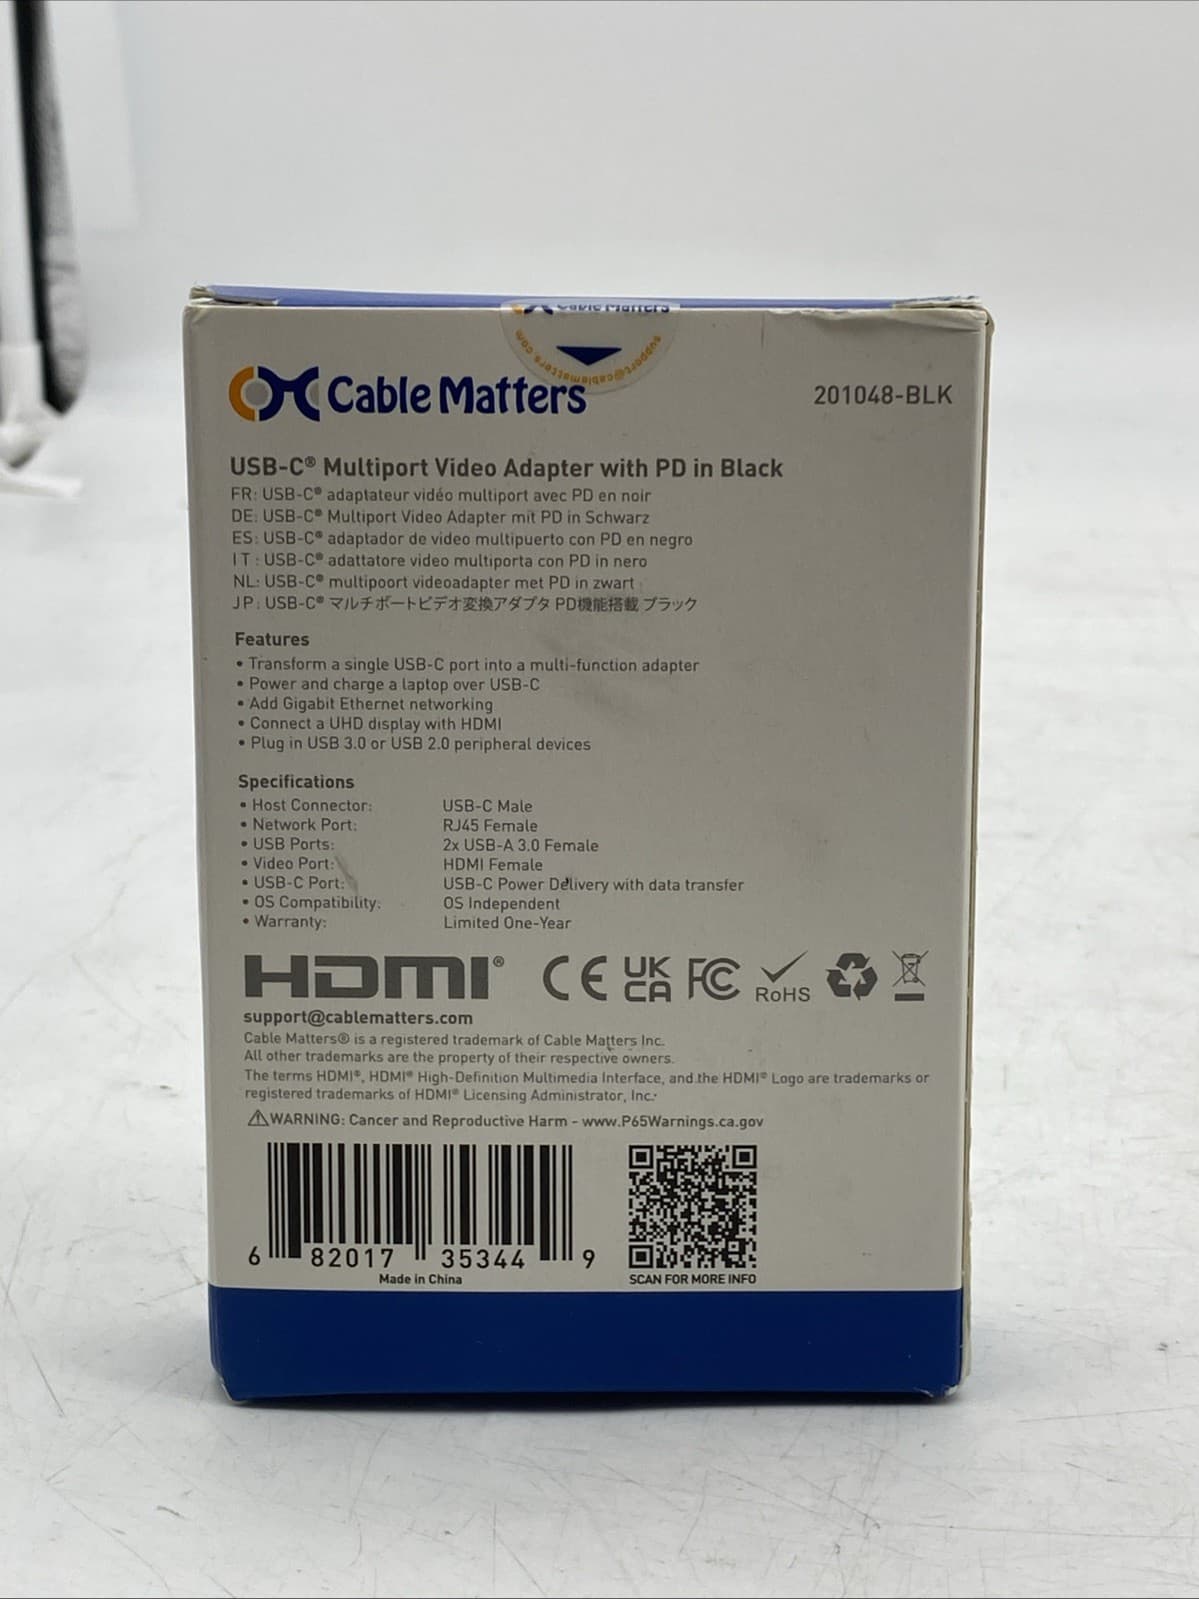 Cable Matters
support@cablematters.com
Cable Matters
201048-BLK
USB-C® Multiport Video Adapter with PD in Black
FR: USB-C® adaptateur vidéo multiport avec PD en noir
DE: USB-C® Multiport Video Adapter mit PD in Schwarz
ES: USB-C® adaptador de video multipuerto con PD en negro
IT: USB-C® adattatore video multiporta con PD in nero
NL: USB-C® multipoort videoadapter met PD in zwart
JP: USB-C® マルチポートビデオ変換アダプタ PD機能搭載 ブラック
Features
• Transform a single USB-C port into a multi-function adapter
• Power and charge a laptop over USB-C
• Add Gigabit Ethernet networking
• Connect a UHD display with HDMI
• Plug in USB 3.0 or USB 2.0 peripheral devices
Specifications
• Host Connector: USB-C Male
• Network Port: RJ45 Female
• USB Ports: 2x USB-A 3.0 Female
• Video Port: HDMI Female
• USB-C Port: USB-C Power Delivery with data transfer
• OS Compatibility: OS Independent
• Warranty: Limited One-Year
HDMI® CE UK CA FC RoHS
support@cablematters.com
Cable Matters® is a registered trademark of Cable Matters Inc.
All other trademarks are the property of their respective owners.
The terms HDMI®, HDMI® High-Definition Multimedia Interface, and the HDMI® Logo are trademarks or
registered trademarks of HDMI® Licensing Administrator, Inc.
⚠WARNING: Cancer and Reproductive Harm - www.P65Warnings.ca.gov
6 82017 35344 9
Made in China
SCAN FOR MORE INFO